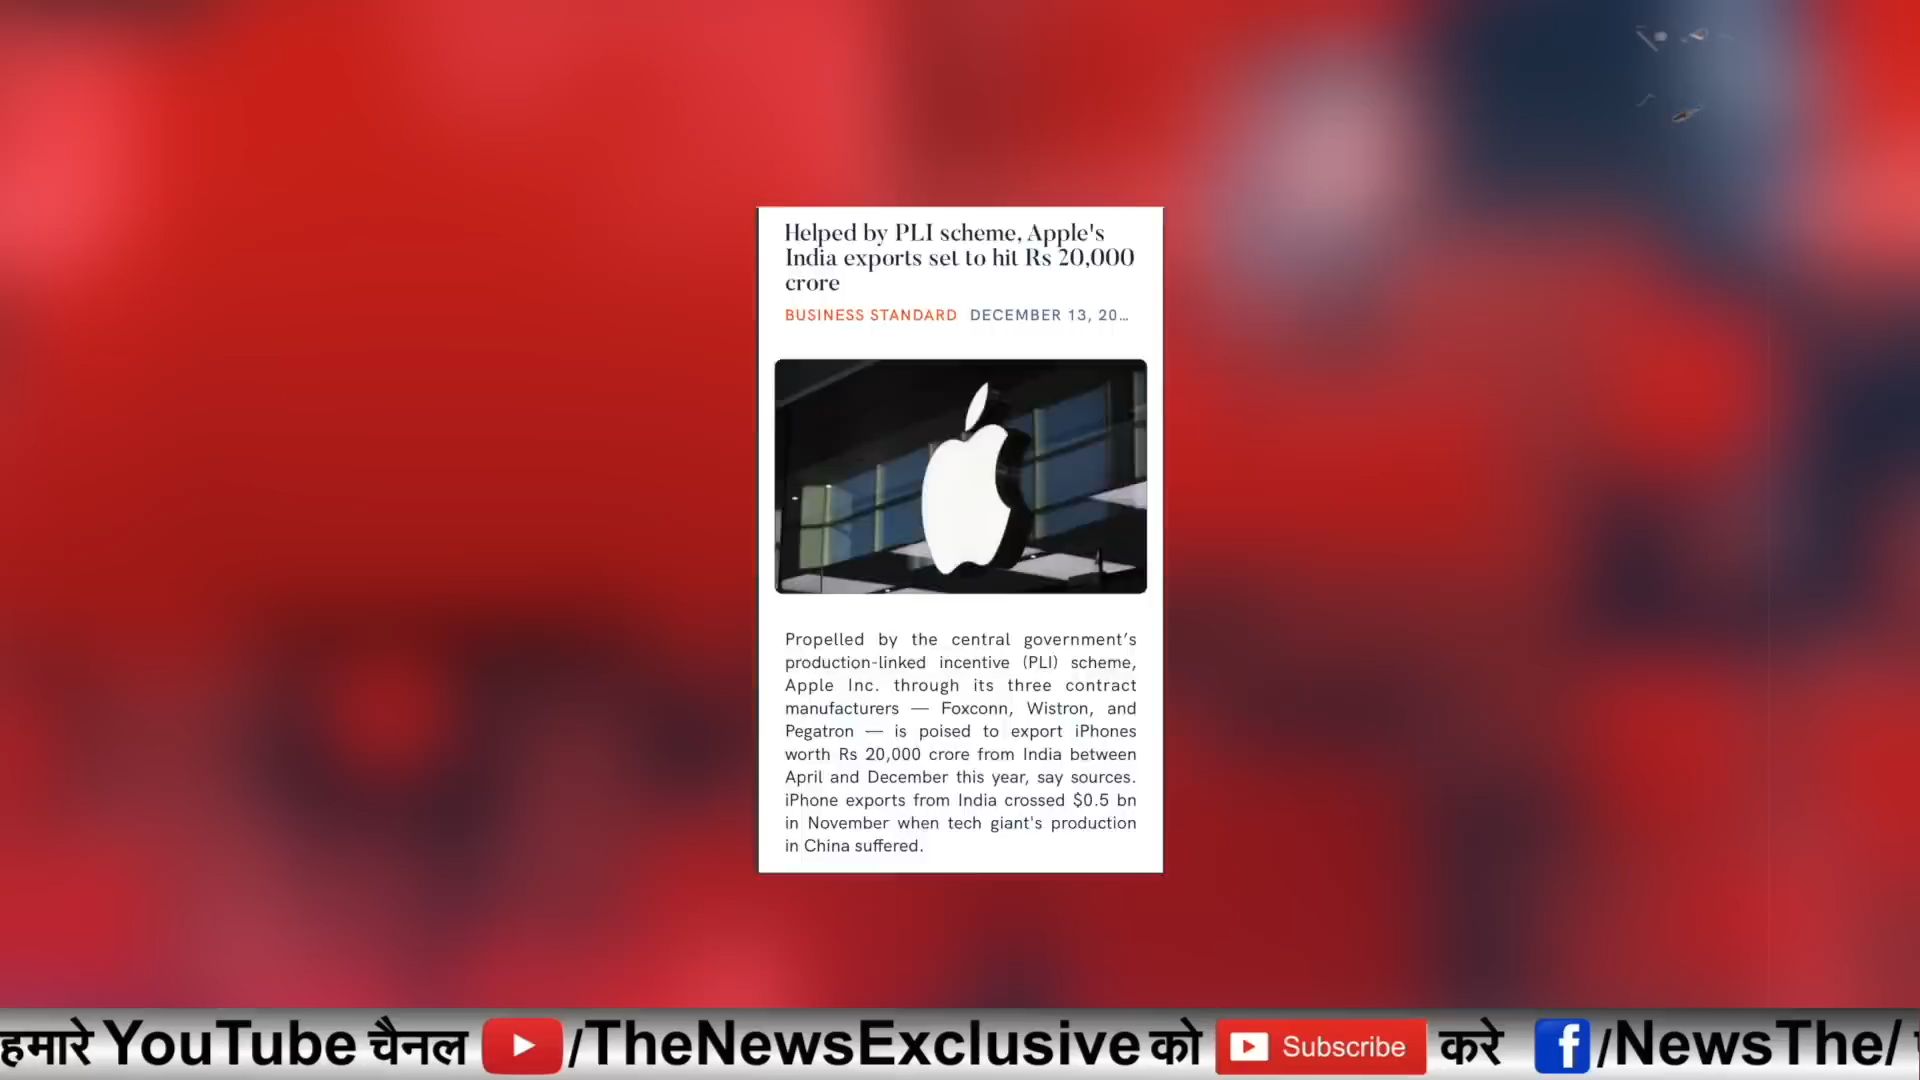 Helped by PLI scheme, Apple's
India exports set to hit Rs 20,000
crore
BUSINESS STANDARD DECEMBER 13, 20...
Propelled by the central government’s
production-linked incentive (PLI) scheme,
Apple Inc. through its three contract
manufacturers — Foxconn, Wistron, and
Pegatron — is poised to export iPhones
worth Rs 20,000 crore from India between
April and December this year, say sources.
iPhone exports from India crossed $0.5 bn
in November when tech giant's production
in China suffered.
हमारे YouTube चैनल /TheNewsExclusive को Subscribe करे f/NewsThe/